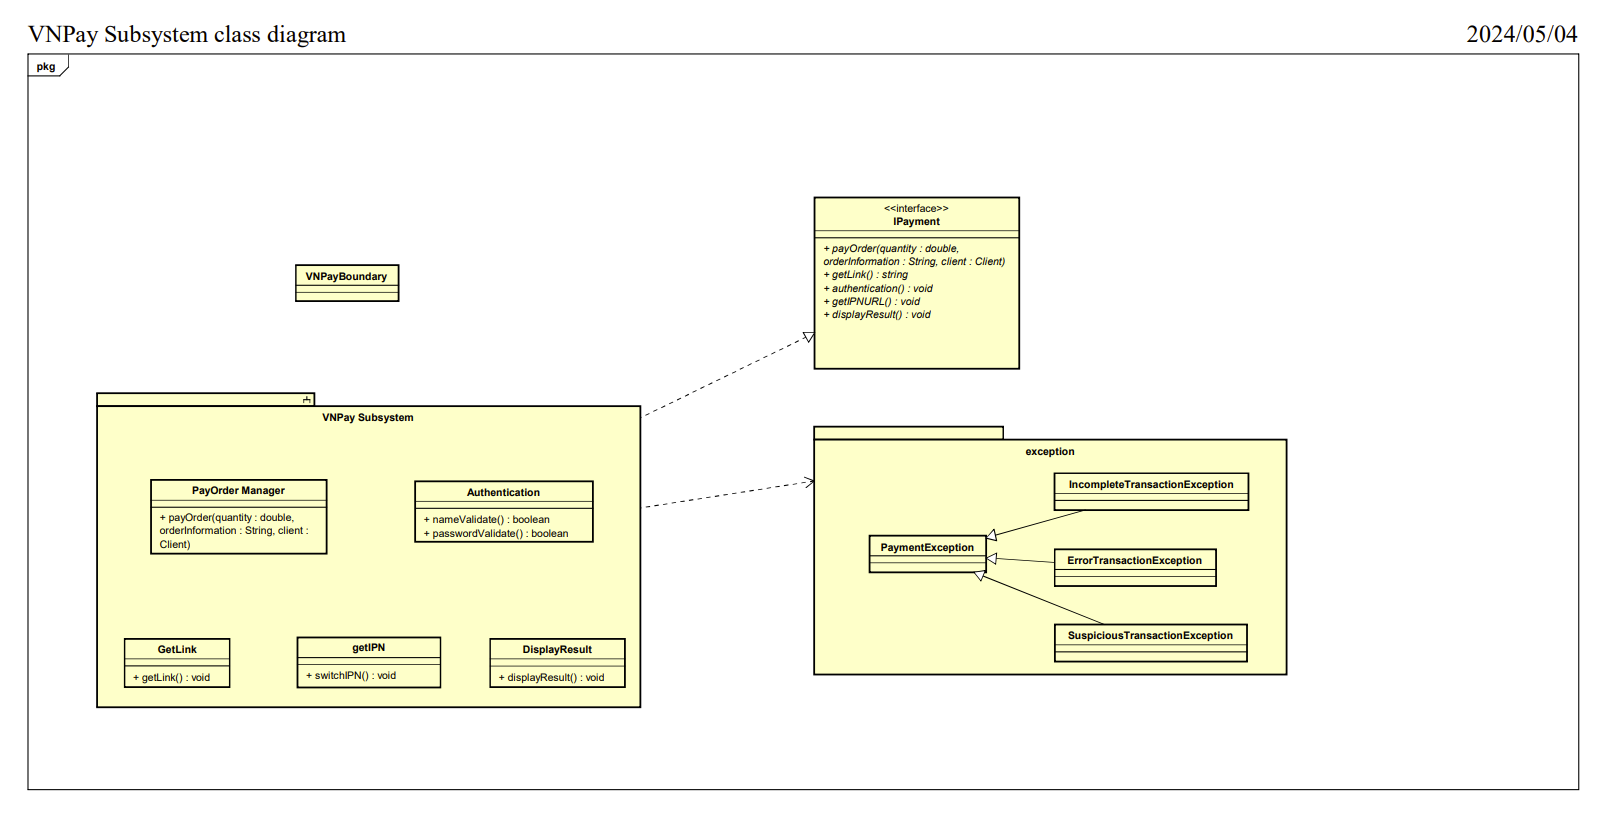 VNPay Subsystem class diagram
2024/05/04
pkg
<<interface>>
IPayment
+ payOrder(quantity : double,
orderInformation : String, client : Client)
+ getLink() : string
+ authentication() : void
+ getIPNURL() : void
+ displayResult() : void
VNPayBoundary
VNPay Subsystem
PayOrder Manager
+ payOrder(quantity : double,
orderInformation : String, client :
Client)
Authentication
+ nameValidate() : boolean
+ passwordValidate() : boolean
GetLink
+ getLink() : void
getIPN
+ switchIPN() : void
DisplayResult
+ displayResult() : void
exception
IncompleteTransactionException
PaymentException
ErrorTransactionException
SuspiciousTransactionException